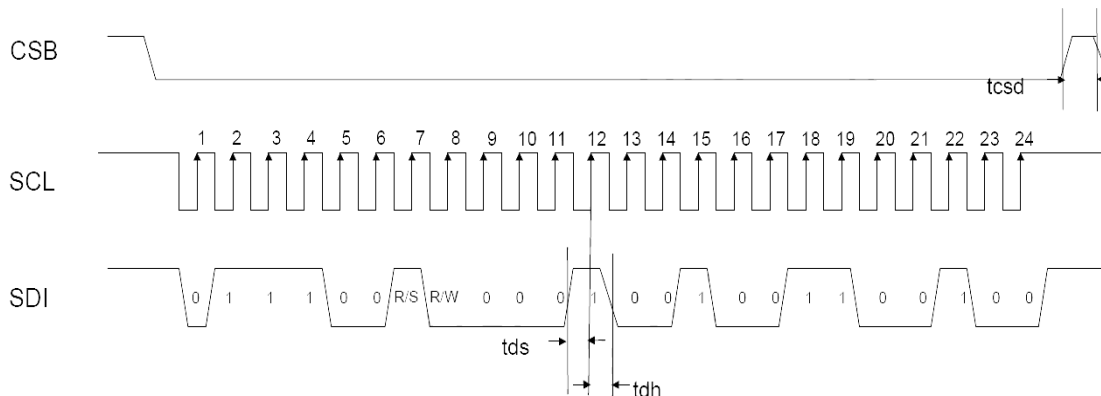 CSB
tcsd
1 2 3 4 5 6 7 8 9 10 11 12 13 14 15 16 17 18 19 20 21 22 23 24
SCL
SDI 0 1 1 1 0 0 R/S R/W 0 0 0 1 0 0 1 0 0 1 1 0 0 1 0 0
tds
tdh